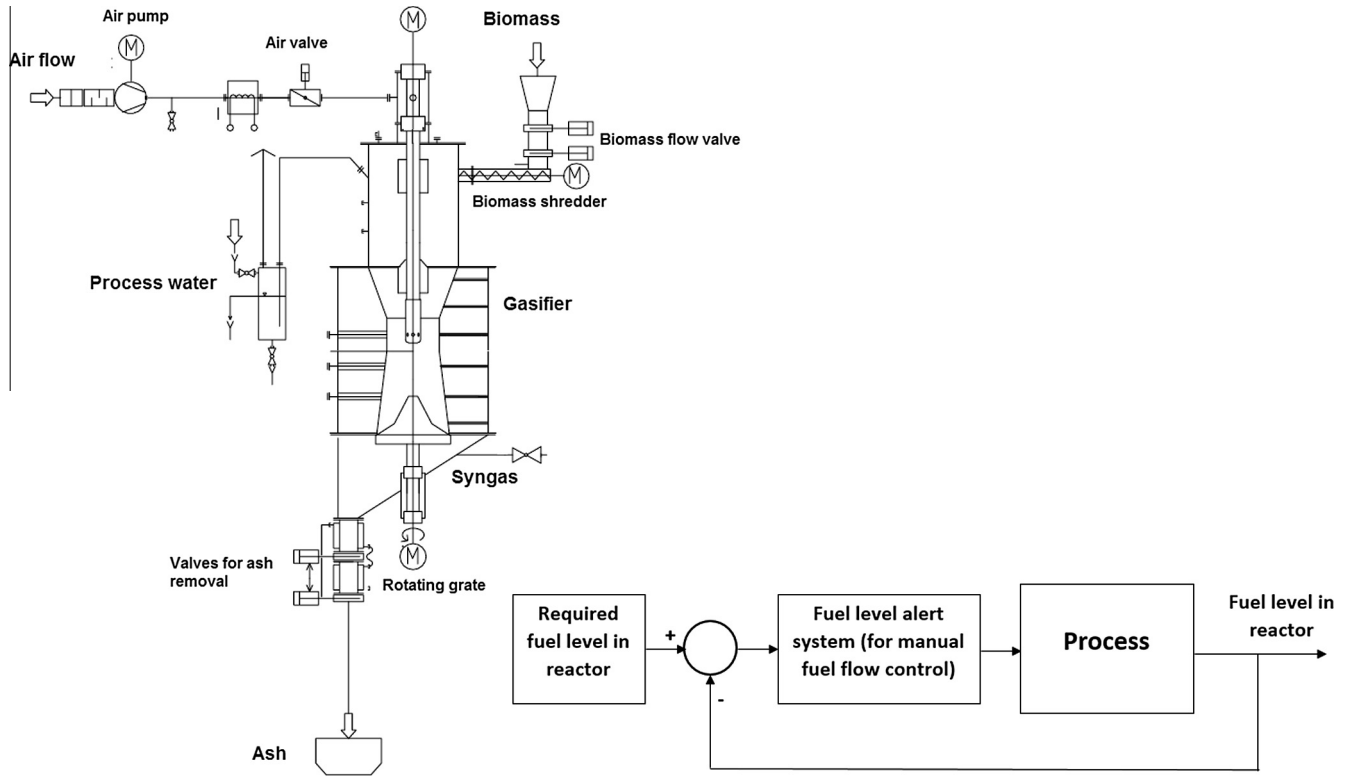 Air pump
M
Air flow
Air valve
M
Biomass
Biomass flow valve
M
Biomass shredder
Process water
Gasifier
Syngas
Valves for ash
removal
M
Rotating grate
Ash
Required
fuel level in
reactor
+
-
Fuel level alert
system (for manual
fuel flow control)
Process
Fuel level in
reactor